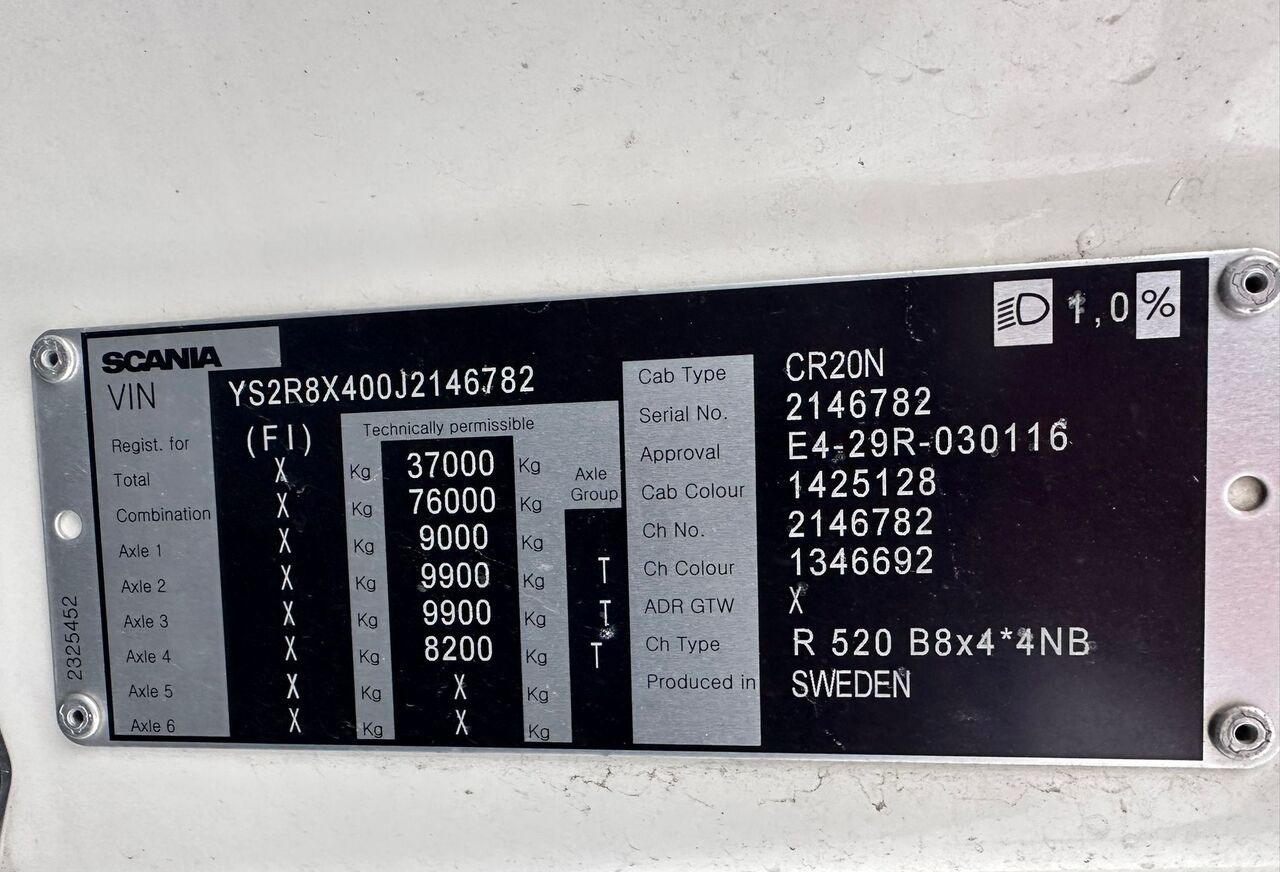 1,0 %
SCANIA
VIN YS2R8X400J2146782
Regist. for (FI) Technically permissible
Total X Kg 37000 Kg Axle Group
Combination X Kg 76000 Kg
Axle 1 X Kg 9000 Kg
Axle 2 X Kg 9900 Kg T
Axle 3 X Kg 9900 Kg T
Axle 4 X Kg 8200 Kg T
Axle 5 X Kg X Kg
Axle 6 X Kg X Kg
Cab Type CR20N
Serial No. 2146782
Approval E4-29R-030116
Cab Colour 1425128
Ch No. 2146782
Ch Colour 1346692
ADR GTW X
Ch Type R 520 B8x4*4NB
Produced in SWEDEN
2325452